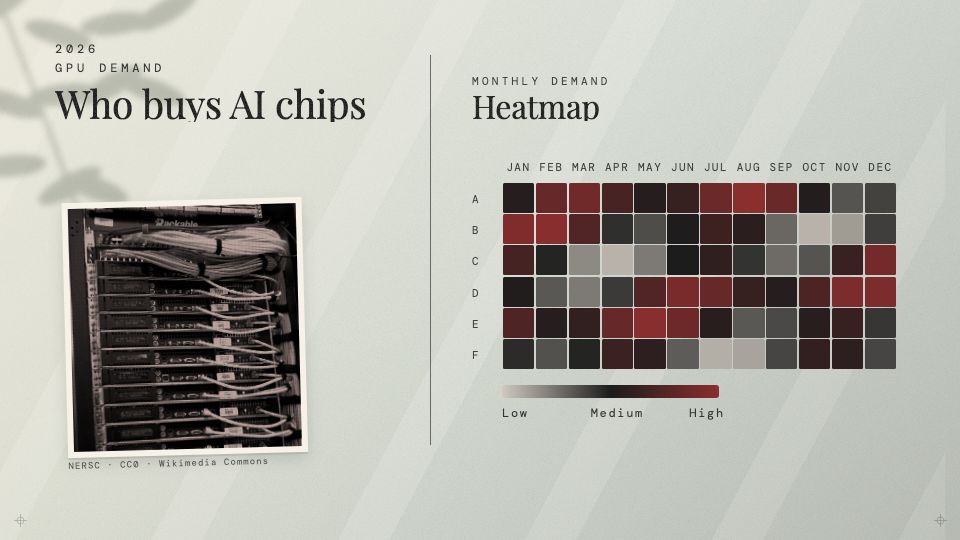 2026
GPU DEMAND
Who buys AI chips
Rackable
NERSC · CC0 · Wikimedia Commons
MONTHLY DEMAND
Heatmap
JAN FEB MAR APR MAY JUN JUL AUG SEP OCT NOV DEC
A
B
C
D
E
F
Low Medium High